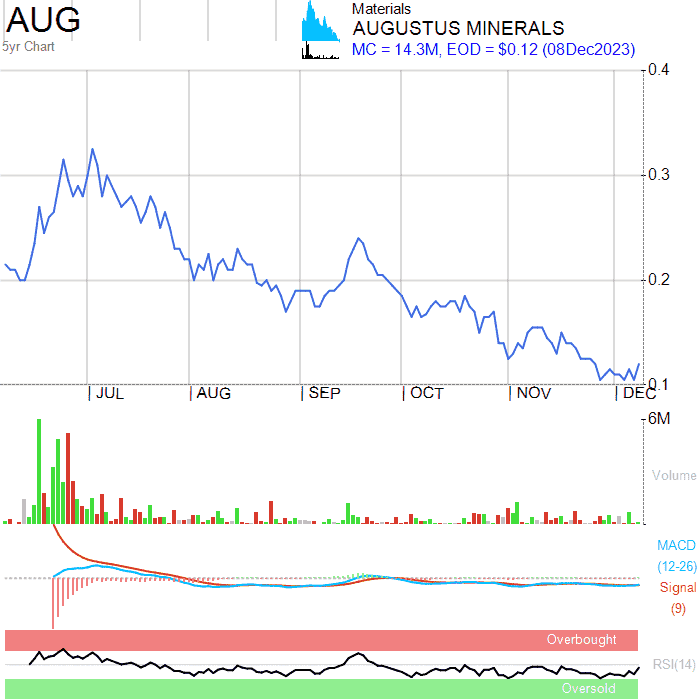 AUG
5yr Chart
Materials
AUGUSTUS MINERALS
MC = 14.3M, EOD = $0.12 (08Dec2023)
0.4
0.3
0.2
0.1
JUL AUG SEP OCT NOV DEC
6M
Volume
MACD
(12-26)
Signal
(9)
Overbought
RSI(14)
Oversold